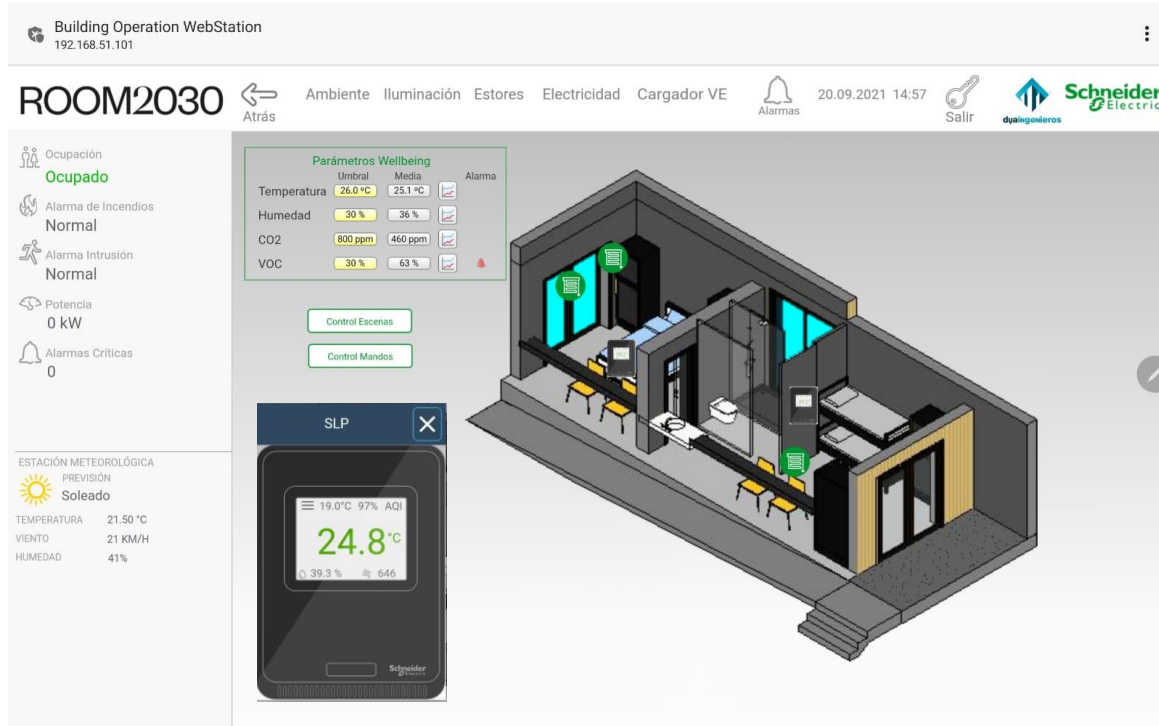 Building Operation WebStation
192.168.51.101
ROOM2030
Atrás
Ambiente Iluminación Estores Electricidad Cargador VE
Alarmas
20.09.2021 14:57
Salir
dyaingenieros
Schneider
Electric
Ocupación
Ocupado
Alarma de Incendios
Normal
Alarma Intrusión
Normal
Potencia
0 kW
Alarmas Críticas
0
ESTACIÓN METEOROLÓGICA
PREVISIÓN
Soleado
TEMPERATURA 21.50 °C
VIENTO 21 KM/H
HUMEDAD 41%
Parámetros Wellbeing
Umbral Media Alarma
Temperatura 26.0 ºC 25.1 ºC
Humedad 30 % 36 %
CO2 800 ppm 460 ppm
VOC 30 % 63 %
Control Escenas
Control Mandos
SLP
19.0°C 97% AQI
24.8°C
39.3 % 646
Schneider
Electric